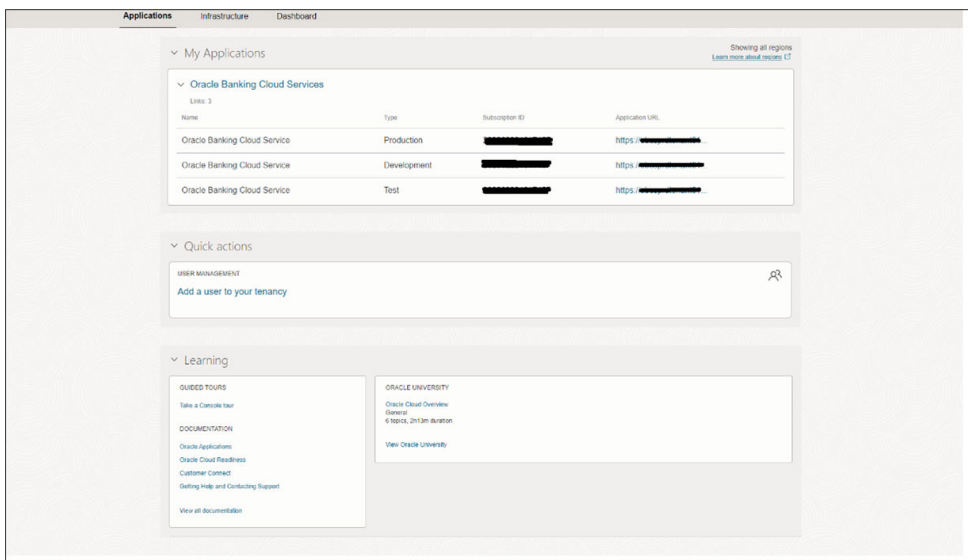 Applications Infrastructure Dashboard
My Applications
Showing all regions
Learn more about regions
Oracle Banking Cloud Services
Links: 3
Name Type Subscription ID Application URL
Oracle Banking Cloud Service Production https://
Oracle Banking Cloud Service Development https://
Oracle Banking Cloud Service Test https://
Quick actions
USER MANAGEMENT
Add a user to your tenancy
Learning
GUIDED TOURS
Take a Console tour
DOCUMENTATION
Oracle Applications
Oracle Cloud Readiness
Customer Connect
Getting Help and Contacting Support
View all documentation
ORACLE UNIVERSITY
Oracle Cloud Overview
General
6 topics, 2h13m duration
View Oracle University